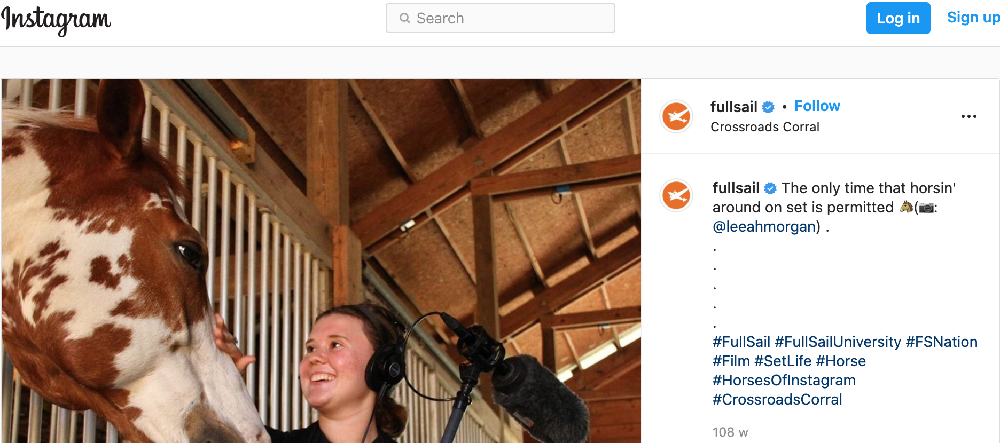 Instagram
Search
Log in
Sign up
fullsail • Follow
Crossroads Corral
fullsail The only time that horsin'
around on set is permitted 🐴(📷:
@leeahmorgan) .
.
.
.
.
.
#FullSail #FullSailUniversity #FSNation
#Film #SetLife #Horse
#HorsesOfInstagram
#CrossroadsCorral
108 w